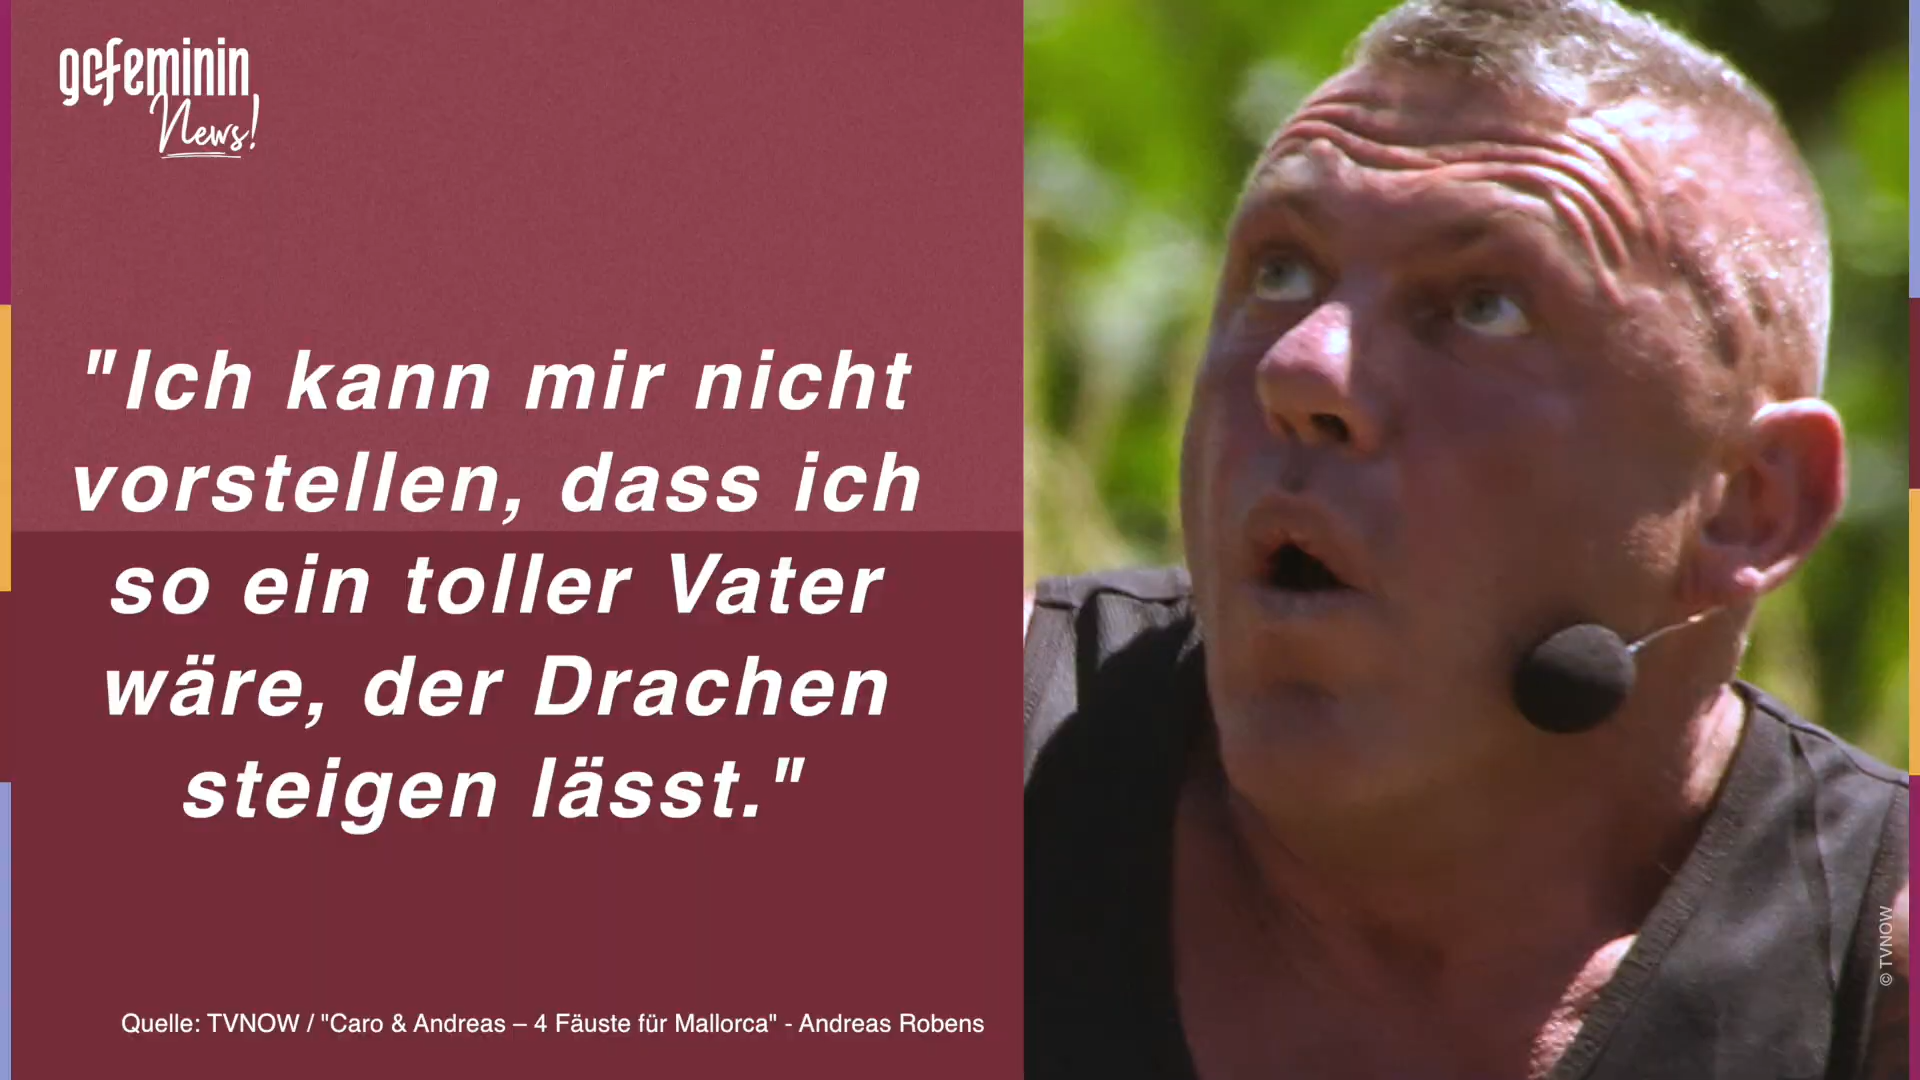 gofeminin
News!
"Ich kann mir nicht
vorstellen, dass ich
so ein toller Vater
wäre, der Drachen
steigen lässt."
Quelle: TVNOW / "Caro & Andreas – 4 Fäuste für Mallorca" - Andreas Robens
© TVNOW